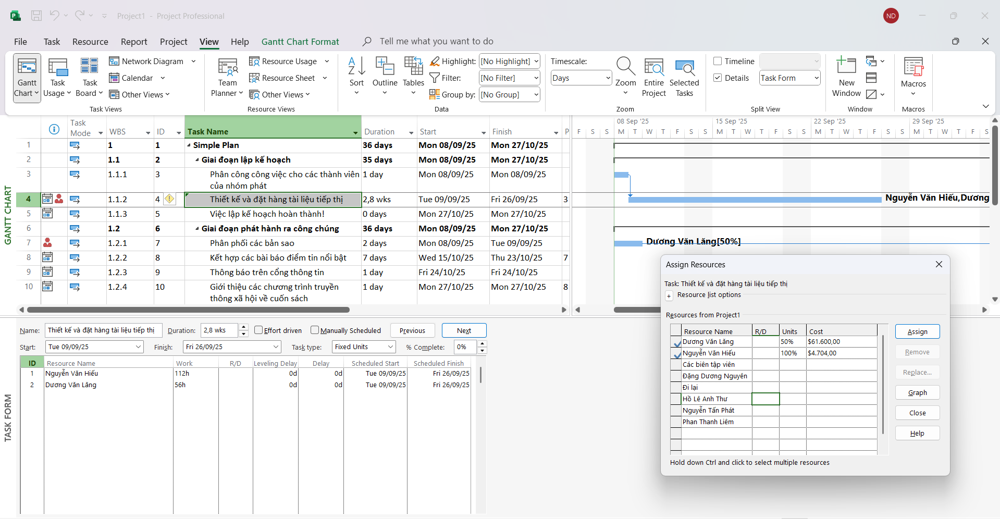 Project1 - Project Professional
ND
File Task Resource Report Project View Help Gantt Chart Format Tell me what you want to do
Gantt Chart
Task Usage
Task Board
Network Diagram
Calendar
Other Views
Task Views
Team Planner
Resource Usage
Resource Sheet
Other Views
Resource Views
Sort
Outline
Tables
Highlight: [No Highlight]
Filter: [No Filter]
Group by: [No Group]
Data
Timescale:
Days
Zoom
Entire Project
Selected Tasks
Zoom
Timeline
Details Task Form
Split View
New Window
Window
Macros
Macros
GANTT CHART
Task Mode WBS ID Task Name Duration Start Finish P
08 Sep '25 15 Sep '25 22 Sep '25 29 Sep '25
F S S M T W T F S S M T W T F S S M T W T F S S M T W T F S
1 1 1 Simple Plan 36 days Mon 08/09/25 Mon 27/10/25
2 1.1 2 Giai đoạn lập kế hoạch 35 days Mon 08/09/25 Mon 27/10/25
3 1.1.1 3 Phân công công việc cho các thành viên 1 day Mon 08/09/25 Mon 08/09/25
của nhóm phát
4 1.1.2 4 Thiết kế và đặt hàng tài liệu tiếp thị 2,8 wks Tue 09/09/25 Fri 26/09/25 3 Nguyễn Văn Hiếu,Dương
5 1.1.3 5 Việc lập kế hoạch hoàn thành! 0 days Mon 27/10/25 Mon 27/10/25
6 1.2 6 Giai đoạn phát hành ra công chúng 36 days Mon 08/09/25 Mon 27/10/25
7 1.2.1 7 Phân phối các bản sao 2 days Mon 08/09/25 Tue 09/09/25 Dương Văn Lăng[50%]
8 1.2.2 8 Kết hợp các bài báo điểm tin nổi bật 7 days Wed 15/10/25 Thu 23/10/25 7
9 1.2.3 9 Thông báo trên cổng thông tin 1 day Fri 24/10/25 Fri 24/10/25
10 1.2.4 10 Giới thiệu các chương trình truyền 1 day Mon 27/10/25 Mon 27/10/25 8
thông xã hội về cuốn sách
TASK FORM
Name: Thiết kế và đặt hàng tài liệu tiếp thị Duration: 2,8 wks Effort driven Manually Scheduled Previous Next
Start: Tue 09/09/25 Finish: Fri 26/09/25 Task type: Fixed Units % Complete: 0%
ID Resource Name Work R/D Leveling Delay Delay Scheduled Start Scheduled Finish
1 Nguyễn Văn Hiếu 112h 0d 0d Tue 09/09/25 Fri 26/09/25
2 Dương Văn Lăng 56h 0d 0d Tue 09/09/25 Fri 26/09/25
Assign Resources
Task: Thiết kế và đặt hàng tài liệu tiếp thị
+ Resource list options
Resources from Project1
Resource Name R/D Units Cost
Dương Văn Lăng 50% $61.600,00
Nguyễn Văn Hiếu 100% $4.704,00
Các biên tập viên
Đặng Dương Nguyên
Đi lại
Hồ Lê Anh Thư
Nguyễn Tấn Phát
Phan Thanh Liêm
Assign
Remove
Replace...
Graph
Close
Help
Hold down Ctrl and click to select multiple resources